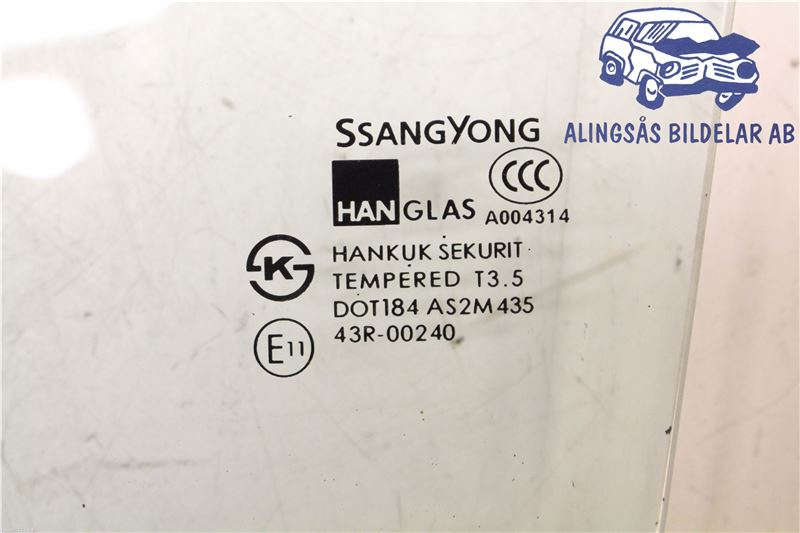 ALINGSÅS BILDELAR AB
SSANGYONG
CCC
HANGLAS
A004314
K
HANKUK SEKURIT
TEMPERED T3.5
DOT184 AS2M435
E11
43R-00240